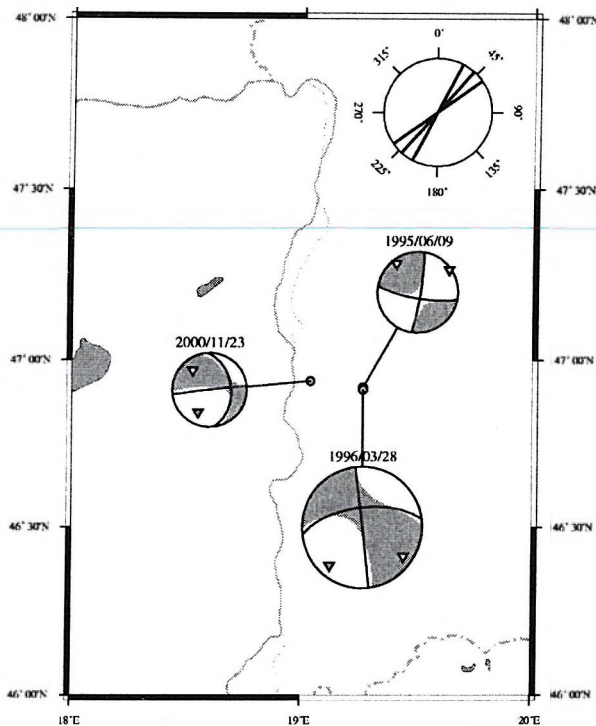 48˚00'N
48˚00'N
0˚
315˚
45˚
270˚
90˚
225˚
135˚
180˚
47˚30'N
47˚30'N
1995/06/09
2000/11/23
47˚00'N
47˚00'N
1996/03/28
46˚30'N
46˚30'N
46˚00'N
46˚00'N
18˚E
19˚E
20˚E